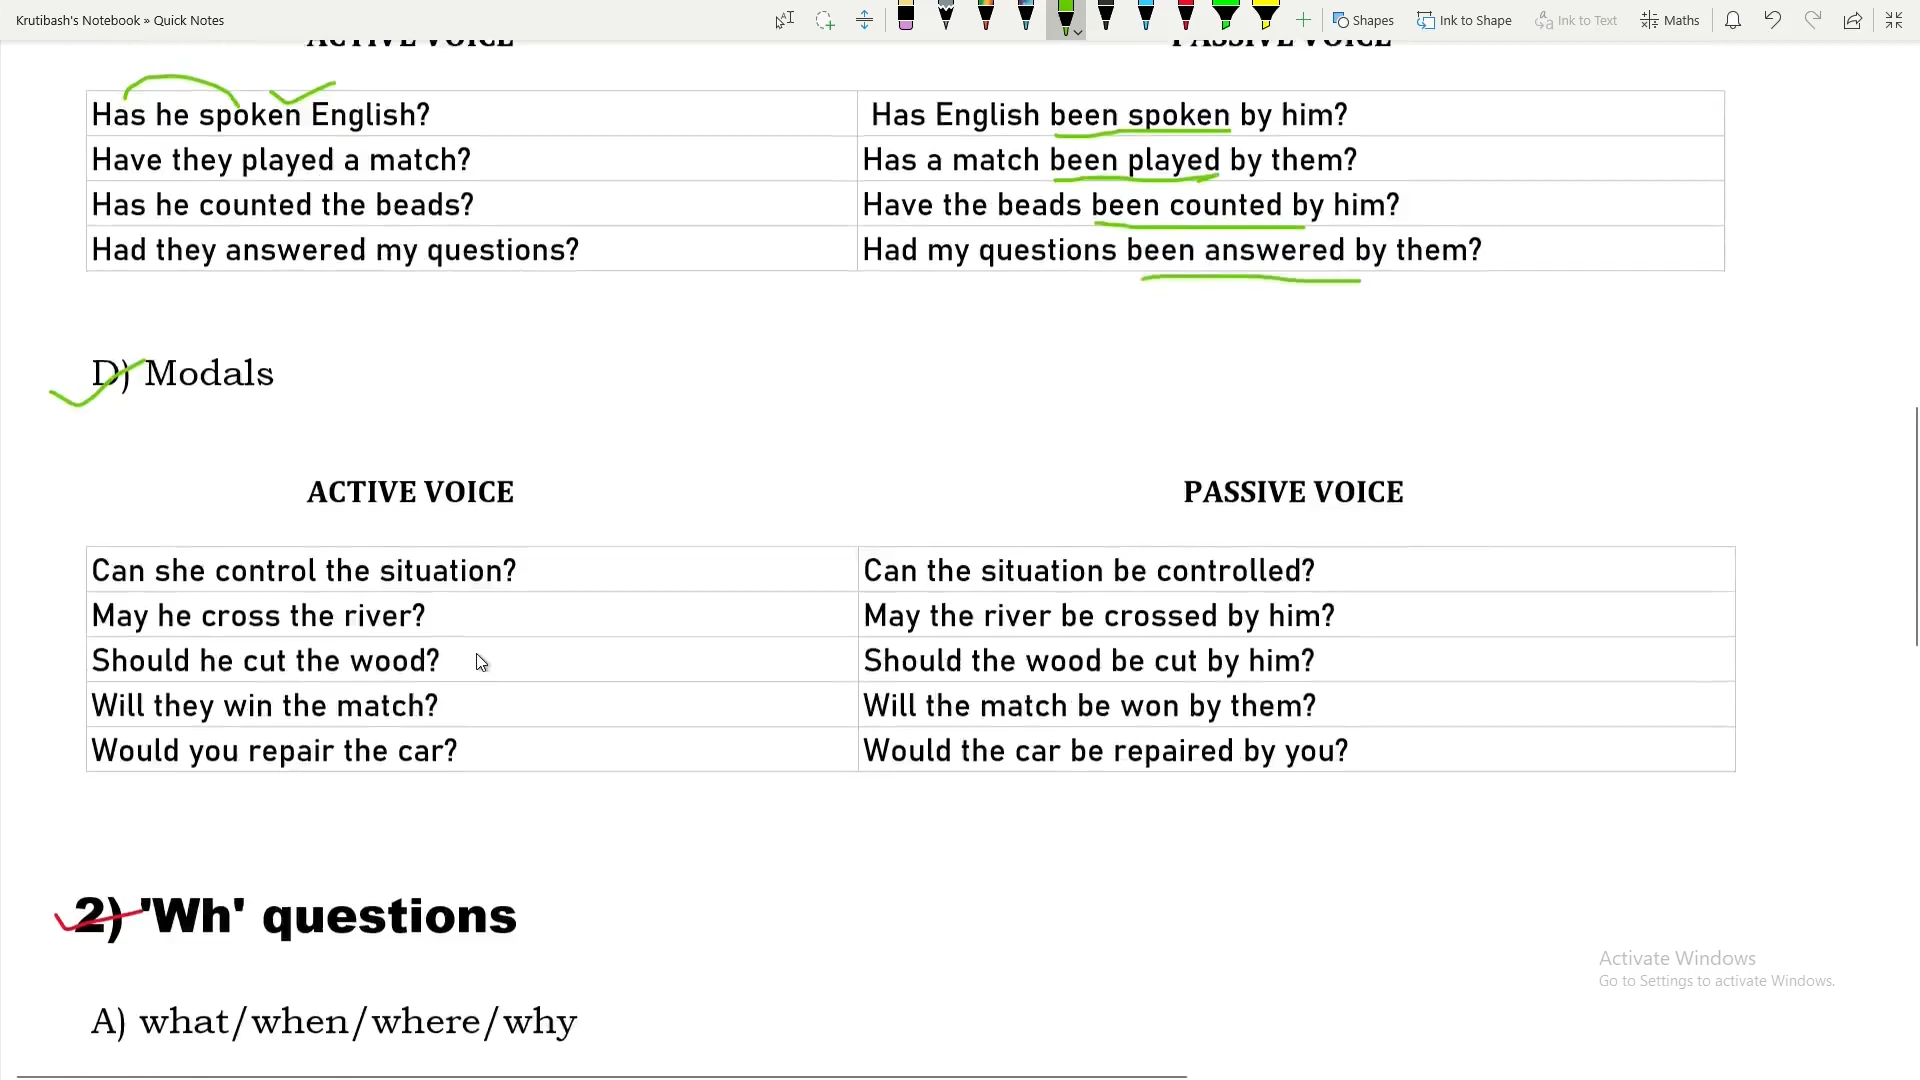 Krutibash's Notebook » Quick Notes
Shapes Ink to Shape Ink to Text Maths
ACTIVE VOICE PASSIVE VOICE
Has he spoken English? Has English been spoken by him?
Have they played a match? Has a match been played by them?
Has he counted the beads? Have the beads been counted by him?
Had they answered my questions? Had my questions been answered by them?
D) Modals
ACTIVE VOICE PASSIVE VOICE
Can she control the situation? Can the situation be controlled?
May he cross the river? May the river be crossed by him?
Should he cut the wood? Should the wood be cut by him?
Will they win the match? Will the match be won by them?
Would you repair the car? Would the car be repaired by you?
2) 'Wh' questions
Activate Windows
Go to Settings to activate Windows.
A) what/when/where/why